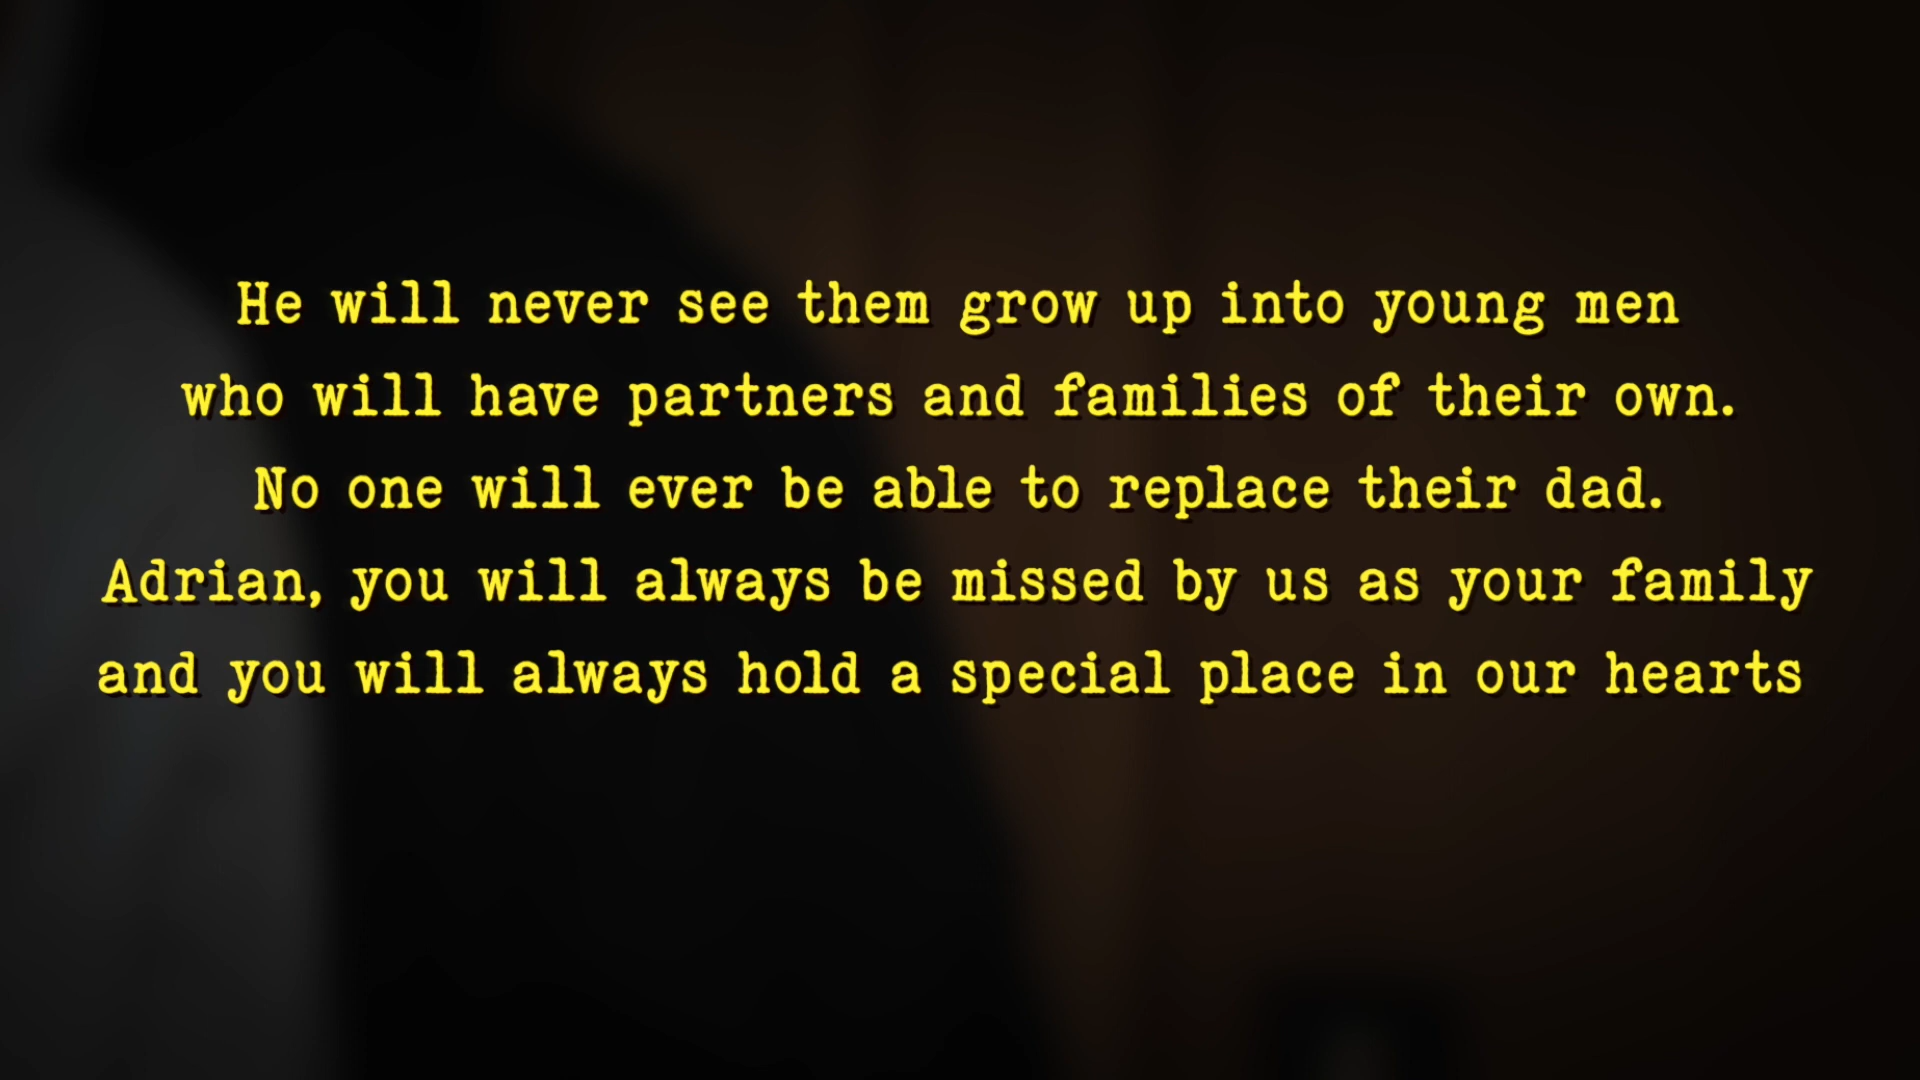 He will never see them grow up into young men
who will have partners and families of their own.
No one will ever be able to replace their dad.
Adrian, you will always be missed by us as your family
and you will always hold a special place in our hearts